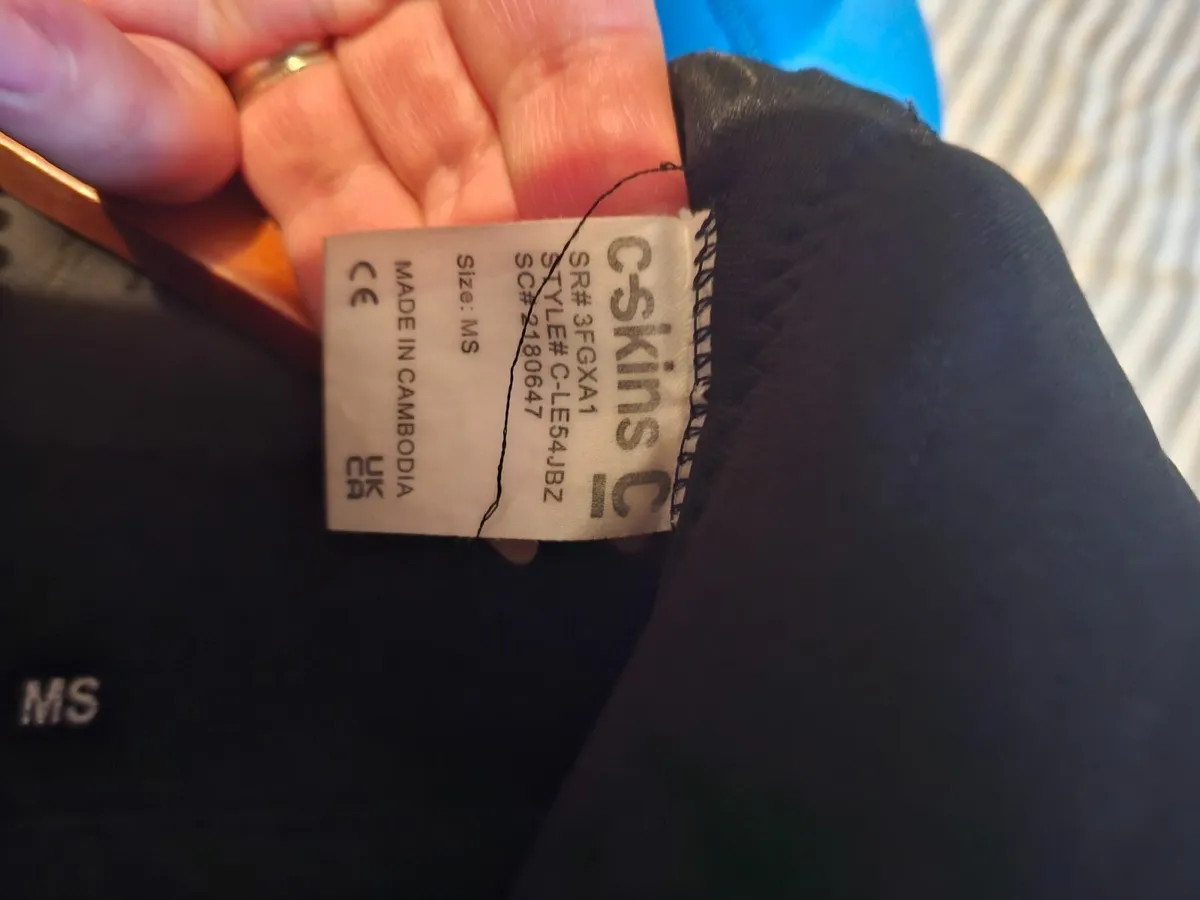 c-skins C
SR# 3FGXA1
STYLE# C-LE54JBZ
SC# 2180647
Size: MS
MADE IN CAMBODIA
CE
UK
CA
MS